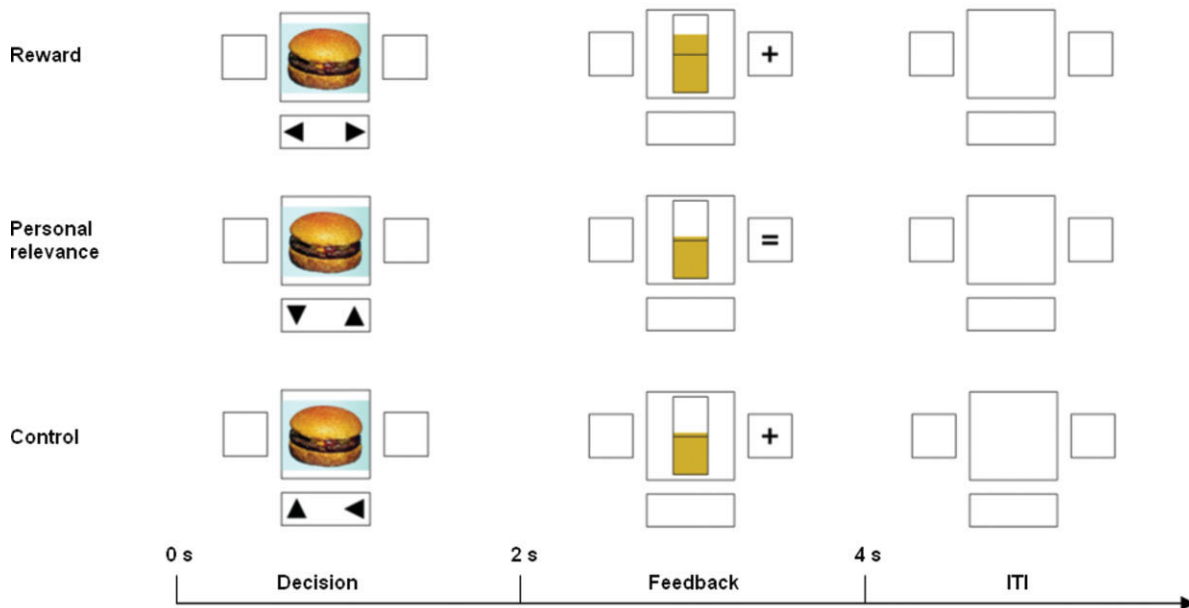 Reward
+
Personal
relevance
=
Control
+
0 s
2 s
4 s
Decision
Feedback
ITI